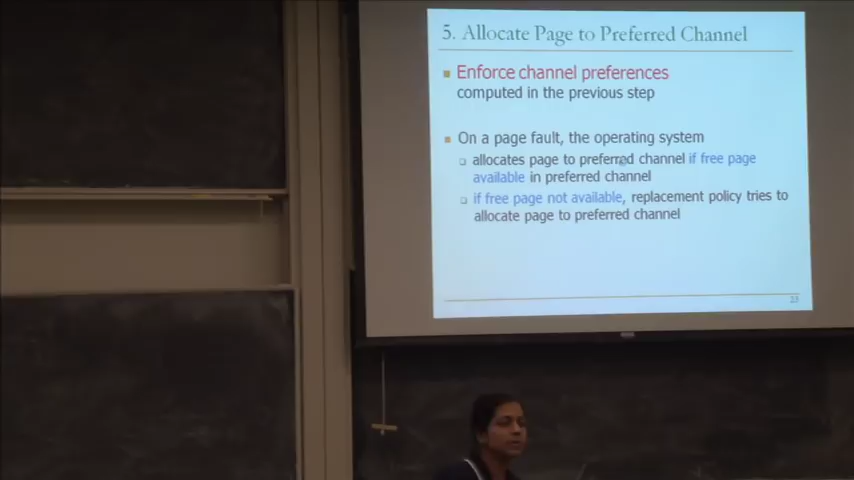 5. Allocate Page to Preferred Channel
Enforce channel preferences
computed in the previous step
On a page fault, the operating system
allocates page to preferred channel if free page
available in preferred channel
if free page not available, replacement policy tries to
allocate page to preferred channel